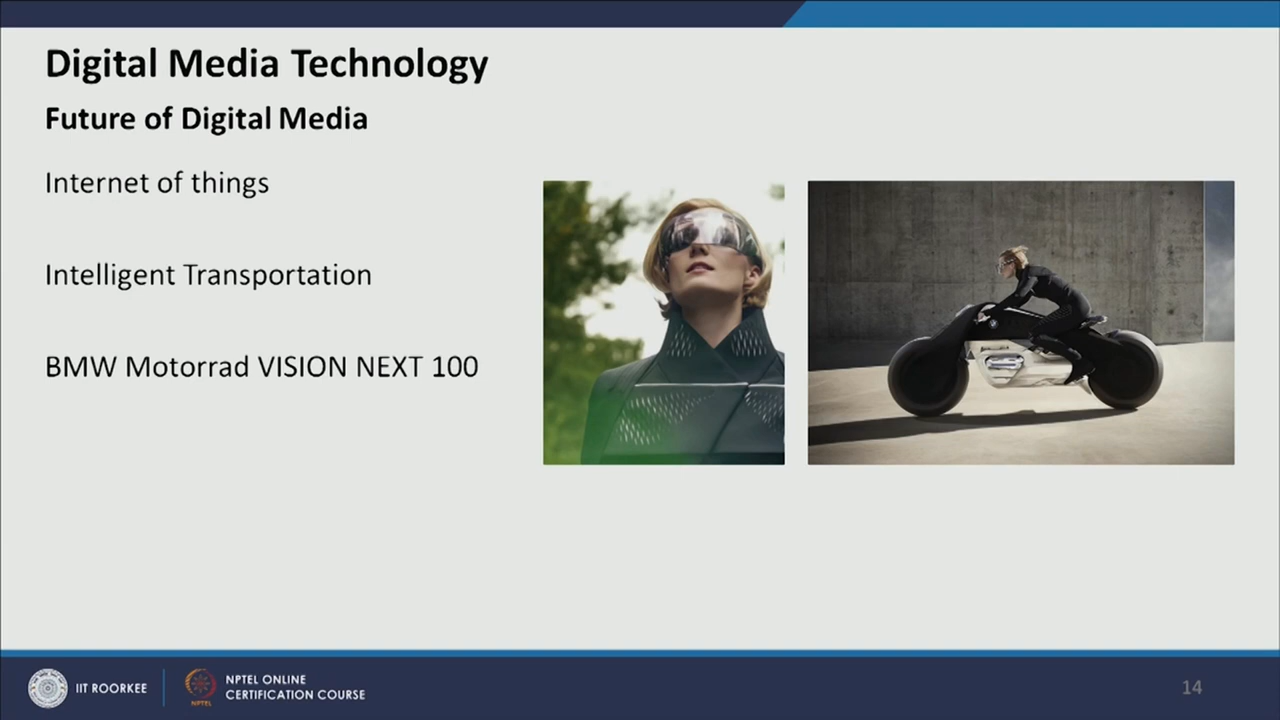 Digital Media Technology
Future of Digital Media
Internet of things
Intelligent Transportation
BMW Motorrad VISION NEXT 100
IIT ROORKEE
NPTEL
NPTEL ONLINE
CERTIFICATION COURSE
14